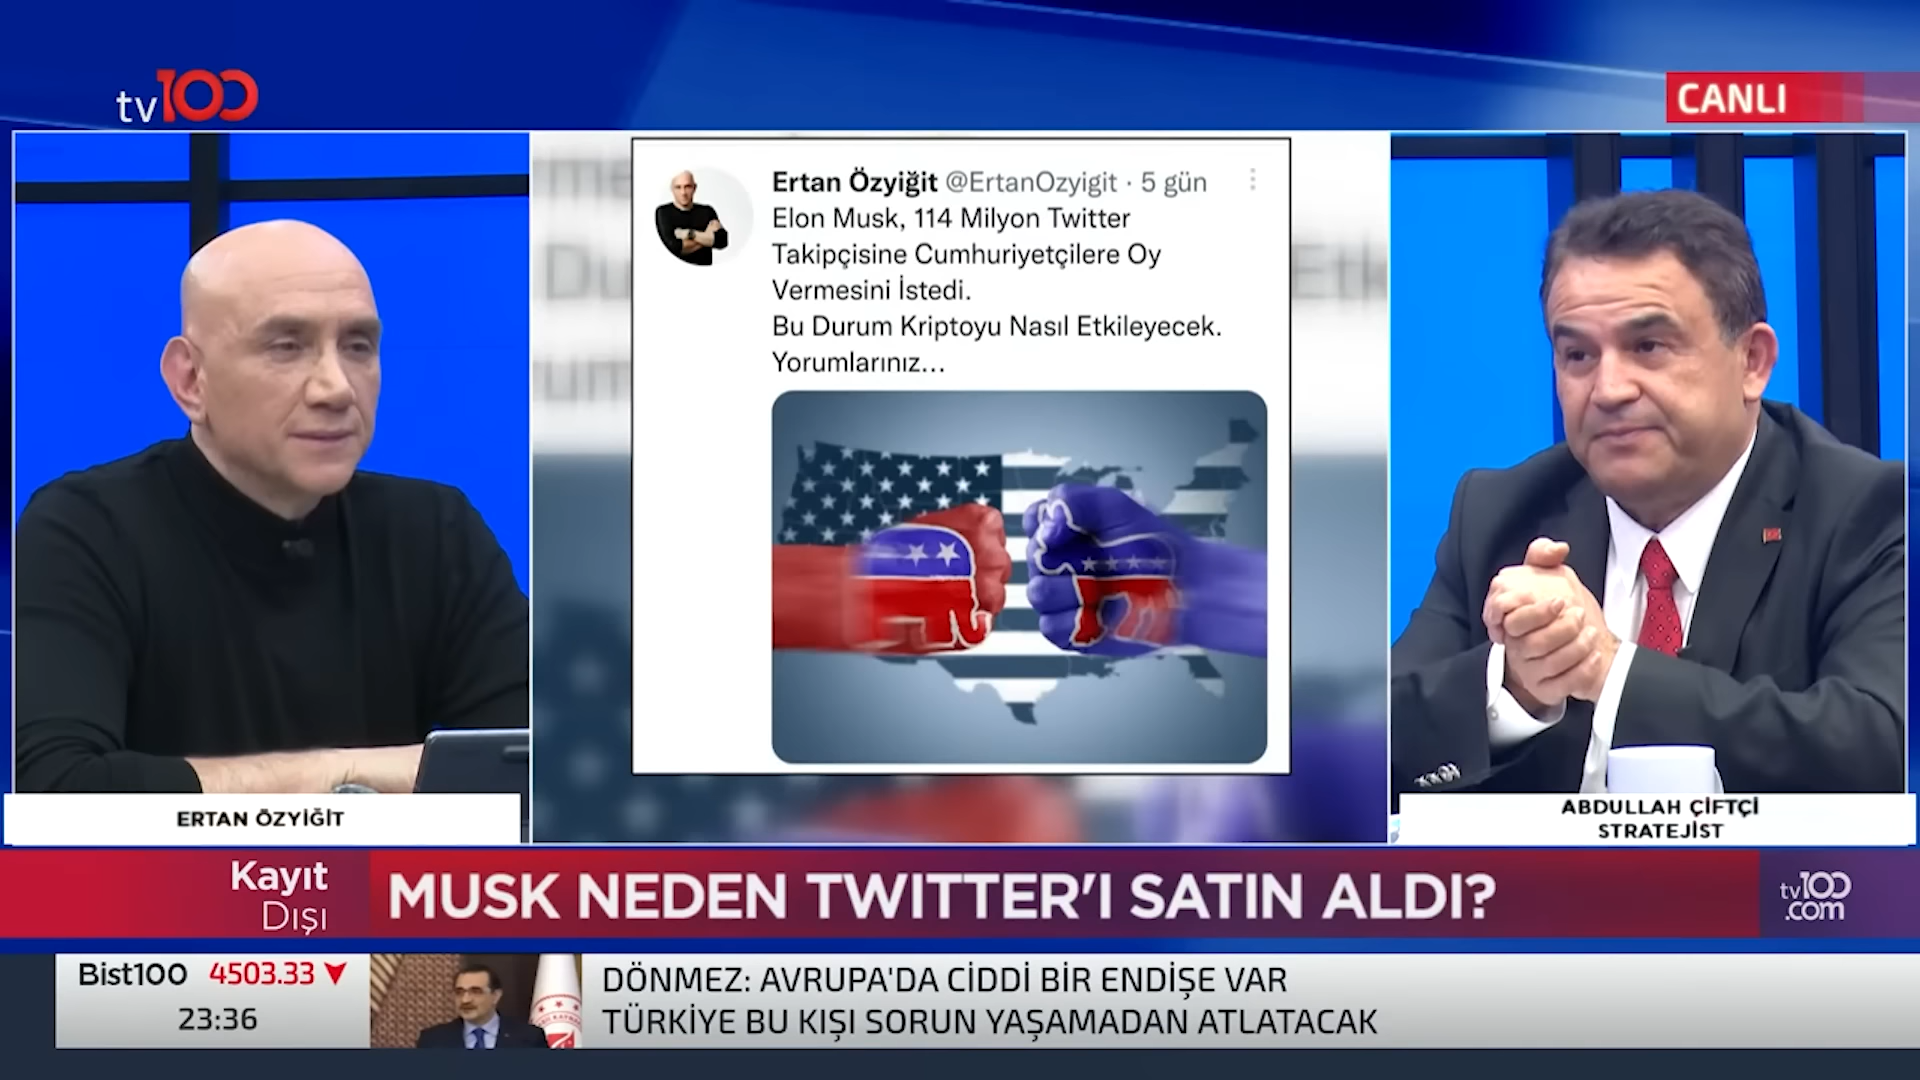 tv100
CANLI
Ertan Özyiğit @ErtanOzyigit · 5 gün
Elon Musk, 114 Milyon Twitter
Takipçisine Cumhuriyetçilere Oy
Vermesini İstedi.
Bu Durum Kriptoyu Nasıl Etkileyecek.
Yorumlarınız...
ERTAN ÖZYİĞİT
ABDULLAH ÇİFTÇİ
STRATEJİST
Kayıt
Dışı
MUSK NEDEN TWITTER'I SATIN ALDI?
tv100
.com
Bist100 4503.33
23:36
DÖNMEZ: AVRUPA'DA CİDDİ BİR ENDİŞE VAR
TÜRKİYE BU KIŞI SORUN YAŞAMADAN ATLATACAK